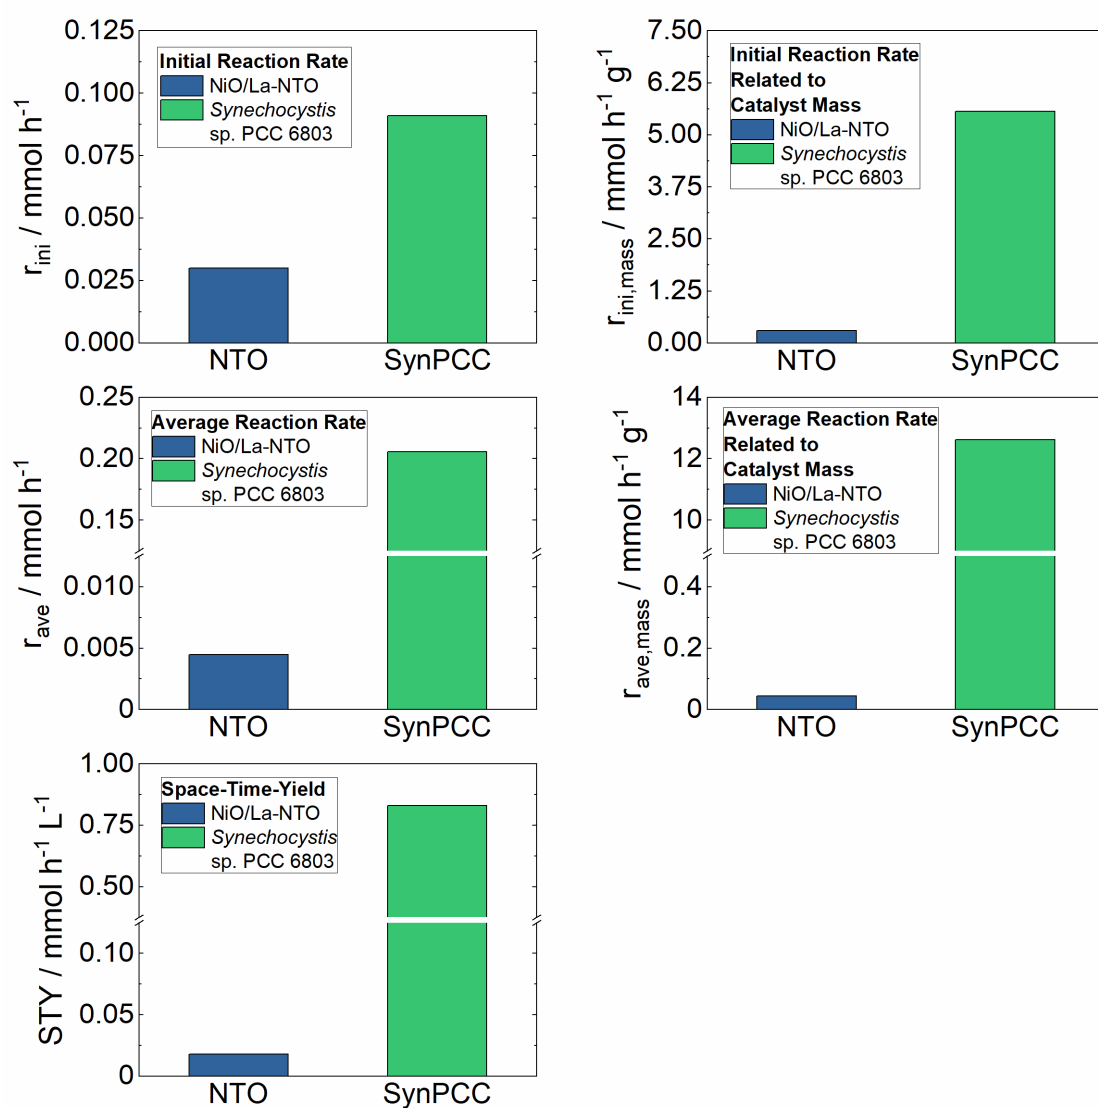 0.125
0.100
0.075
0.050
0.025
0.000
r_ini / mmol h⁻¹
Initial Reaction Rate
NiO/La-NTO
Synechocystis
sp. PCC 6803
NTO
SynPCC
7.50
6.25
5.00
3.75
2.50
1.25
0.00
r_ini,mass / mmol h⁻¹ g⁻¹
Initial Reaction Rate
Related to
Catalyst Mass
NiO/La-NTO
Synechocystis
sp. PCC 6803
NTO
SynPCC
0.25
0.20
0.15
0.010
0.005
0
r_ave / mmol h⁻¹
Average Reaction Rate
NiO/La-NTO
Synechocystis
sp. PCC 6803
NTO
SynPCC
14
12
10
0.4
0.2
0
r_ave,mass / mmol h⁻¹ g⁻¹
Average Reaction Rate
Related to
Catalyst Mass
NiO/La-NTO
Synechocystis
sp. PCC 6803
NTO
SynPCC
1.00
0.75
0.50
0.10
0.05
0
STY / mmol h⁻¹ L⁻¹
Space-Time-Yield
NiO/La-NTO
Synechocystis
sp. PCC 6803
NTO
SynPCC